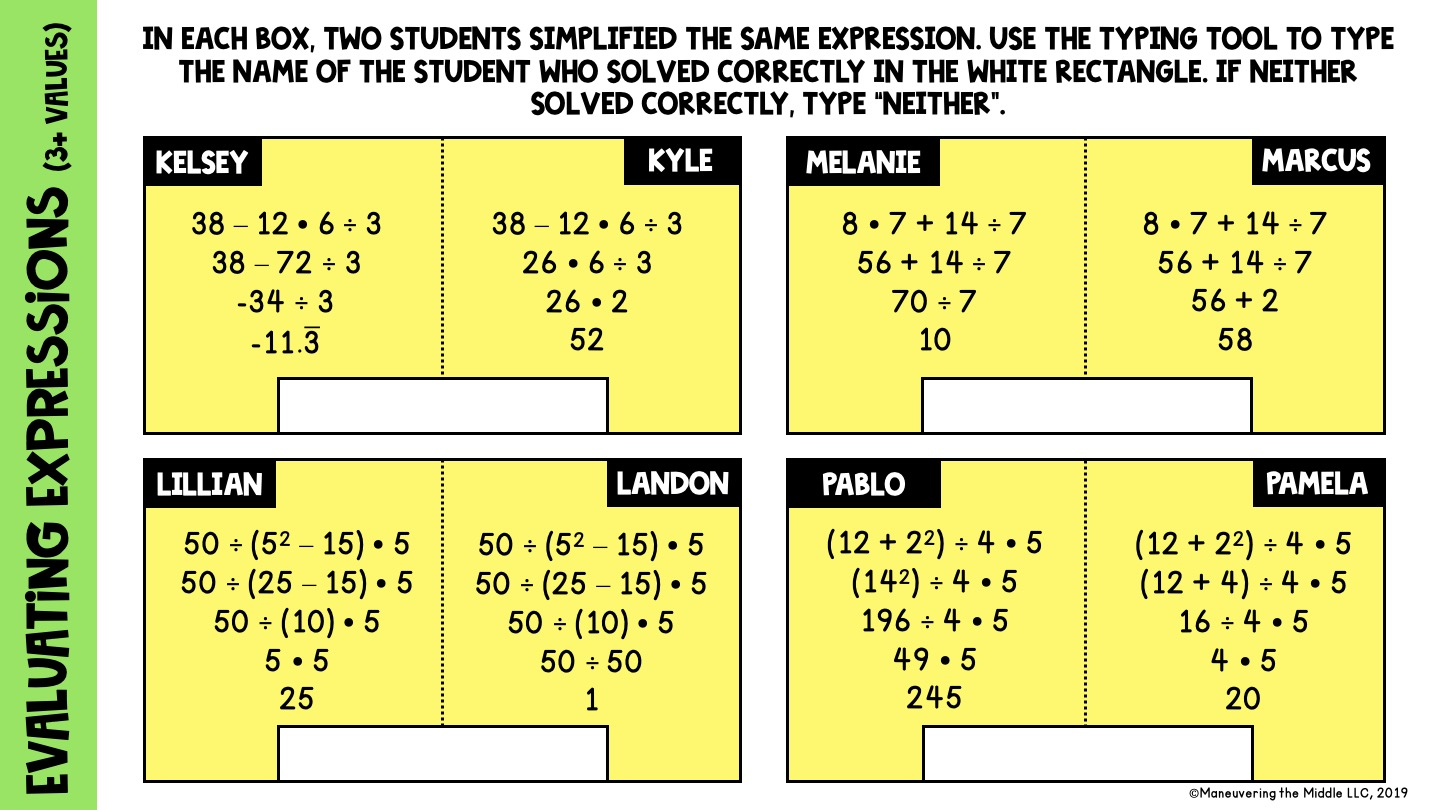 EVALUATING EXPRESSIONS (3+ VALUES)
IN EACH BOX, TWO STUDENTS SIMPLIFIED THE SAME EXPRESSION. USE THE TYPING TOOL TO TYPE
THE NAME OF THE STUDENT WHO SOLVED CORRECTLY IN THE WHITE RECTANGLE. IF NEITHER
SOLVED CORRECTLY, TYPE "NEITHER".
KELSEY
38 – 12 • 6 ÷ 3
38 – 72 ÷ 3
-34 ÷ 3
-11.3̅
KYLE
38 – 12 • 6 ÷ 3
26 • 6 ÷ 3
26 • 2
52
MELANIE
8 • 7 + 14 ÷ 7
56 + 14 ÷ 7
70 ÷ 7
10
MARCUS
8 • 7 + 14 ÷ 7
56 + 14 ÷ 7
56 + 2
58
LILLIAN
50 ÷ (5² – 15) • 5
50 ÷ (25 – 15) • 5
50 ÷ (10) • 5
5 • 5
25
LANDON
50 ÷ (5² – 15) • 5
50 ÷ (25 – 15) • 5
50 ÷ (10) • 5
50 ÷ 50
1
PABLO
(12 + 2²) ÷ 4 • 5
(14²) ÷ 4 • 5
196 ÷ 4 • 5
49 • 5
245
PAMELA
(12 + 2²) ÷ 4 • 5
(12 + 4) ÷ 4 • 5
16 ÷ 4 • 5
4 • 5
20
©Maneuvering the Middle LLC, 2019